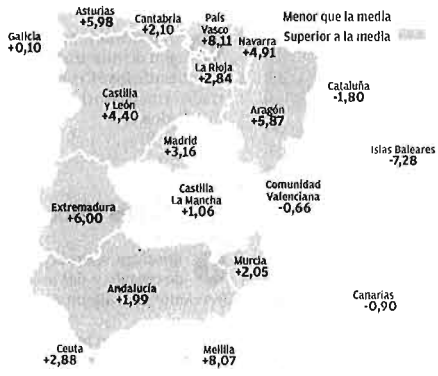 Asturias
+5,98
Cantabria
+2,10
País
Vasco
+8,11
Menor que la media
Superior a la media
Galicia
+0,10
Navarra
+4,91
La Rioja
+2,84
Castilla
y León
+4,40
Aragón
+5,87
Cataluña
-1,80
Madrid
+3,16
Islas Baleares
-7,28
Extremadura
+6,00
Castilla
La Mancha
+1,06
Comunidad
Valenciana
-0,66
Murcia
+2,05
Andalucía
+1,99
Canarias
-0,90
Ceuta
+2,88
Melilla
+8,07